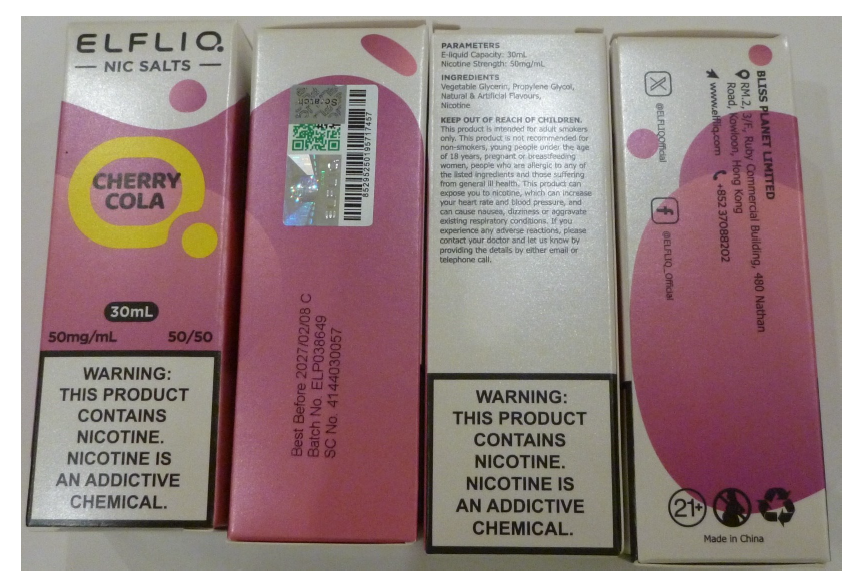 ELFLIQ
NIC SALTS
CHERRY
COLA
30mL
50mg/mL 50/50
WARNING:
THIS PRODUCT
CONTAINS
NICOTINE.
NICOTINE IS
AN ADDICTIVE
CHEMICAL.
Scratch
8529525019571​7457
Best Before 2027/02/08 C
Batch No. ELP038649
SC No. 4144030057
PARAMETERS
E-liquid Capacity: 30mL
Nicotine Strength: 50mg/mL
INGREDIENTS
Vegetable Glycerin, Propylene Glycol,
Natural & Artificial Flavours,
Nicotine
KEEP OUT OF REACH OF CHILDREN.
This product is intended for adult smokers
only. This product is not recommended for
non-smokers, young people under the age
of 18 years, pregnant or breastfeeding
women, people who are allergic to any of
the listed ingredients and those suffering
from general ill health. This product can
expose you to nicotine, which can increase
your heart rate and blood pressure, and
can cause nausea, dizziness or aggravate
existing respiratory conditions. If you
experience any adverse reactions, please
contact your doctor and let us know by
providing the details by either email or
telephone call.
WARNING:
THIS PRODUCT
CONTAINS
NICOTINE.
NICOTINE IS
AN ADDICTIVE
CHEMICAL.
BLISS PLANET LIMITED
RM.2, 3/F, Ruby Commercial Building, 480 Nathan
Road, Kowloon, Hong Kong
www.elfliq.com +852 37088202
@ELFLIQOfficial
@ELFLIQ_Official
21+
Made in China